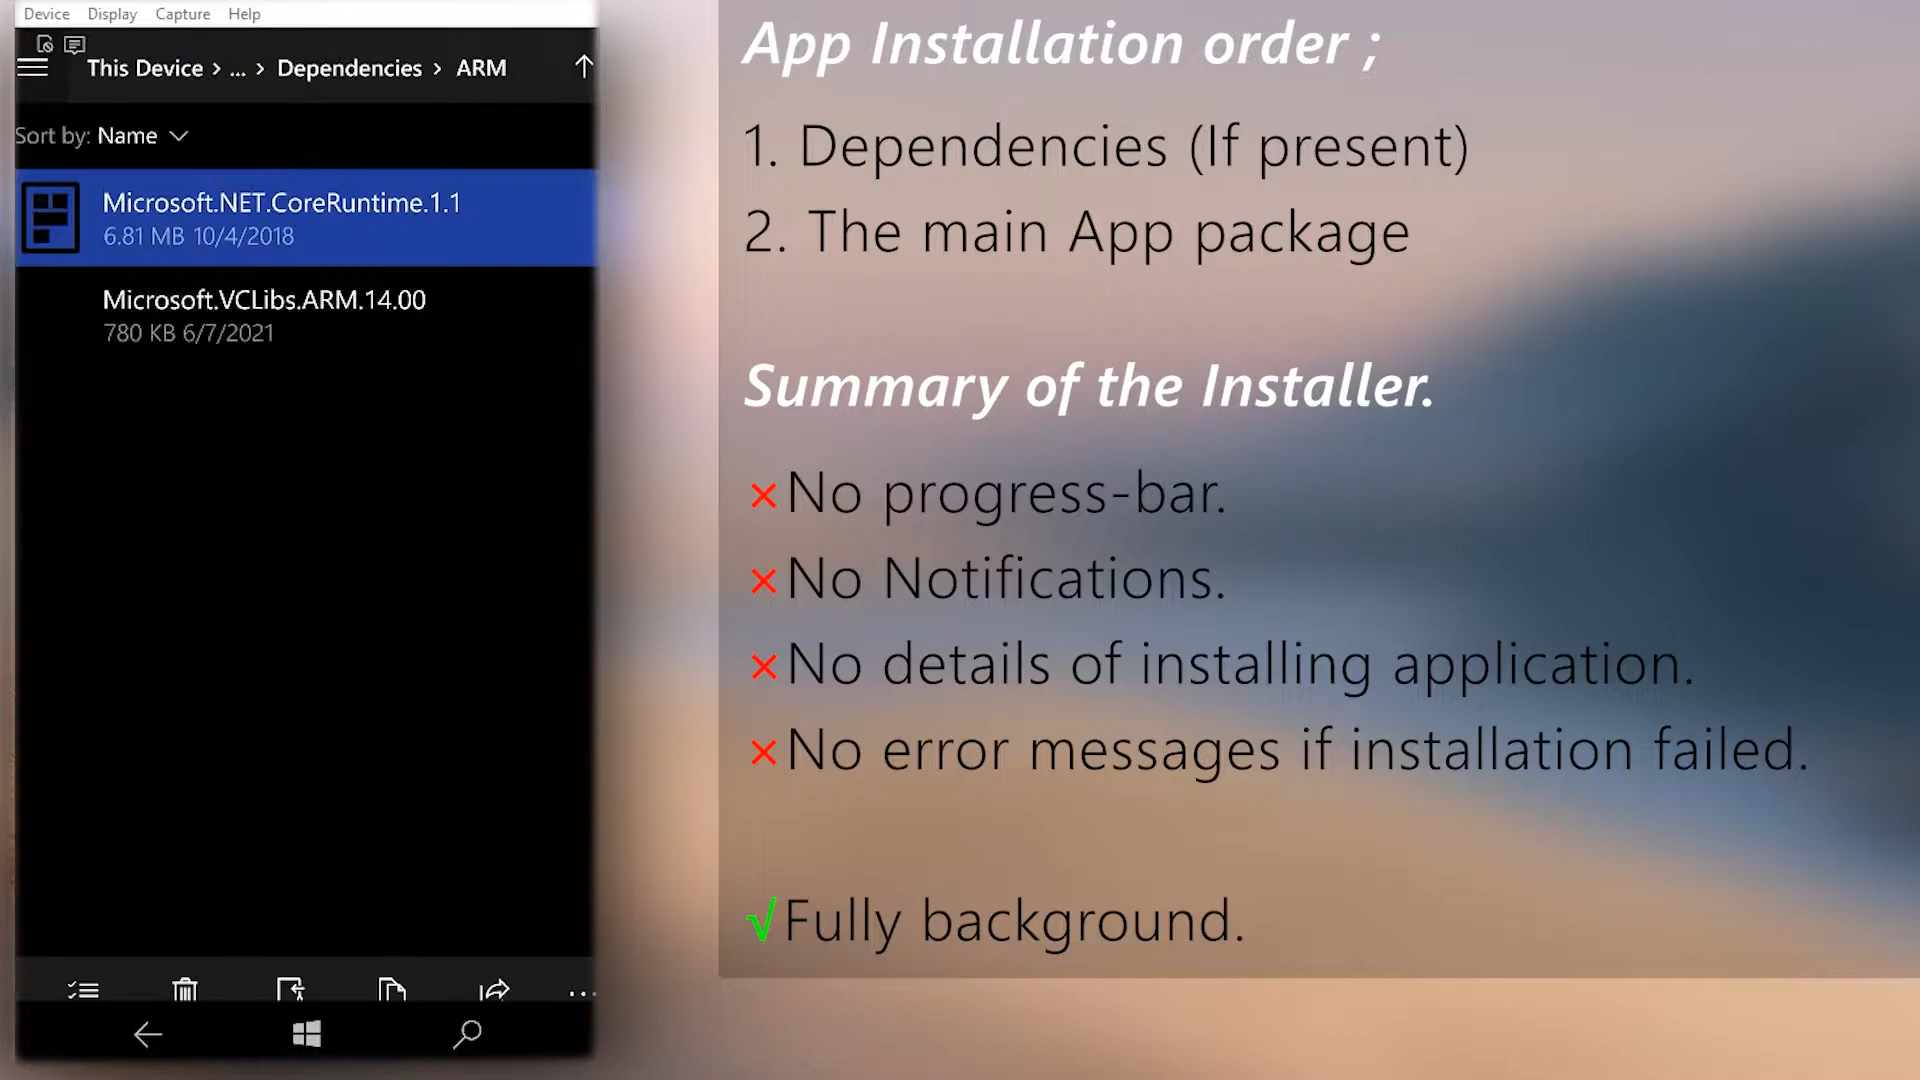 Device Display Capture Help
This Device > ... > Dependencies > ARM
Sort by: Name
Microsoft.NET.CoreRuntime.1.1
6.81 MB 10/4/2018
Microsoft.VCLibs.ARM.14.00
780 KB 6/7/2021
App Installation order ;
1. Dependencies (If present)
2. The main App package
Summary of the Installer.
×No progress-bar.
×No Notifications.
×No details of installing application.
×No error messages if installation failed.
√Fully background.